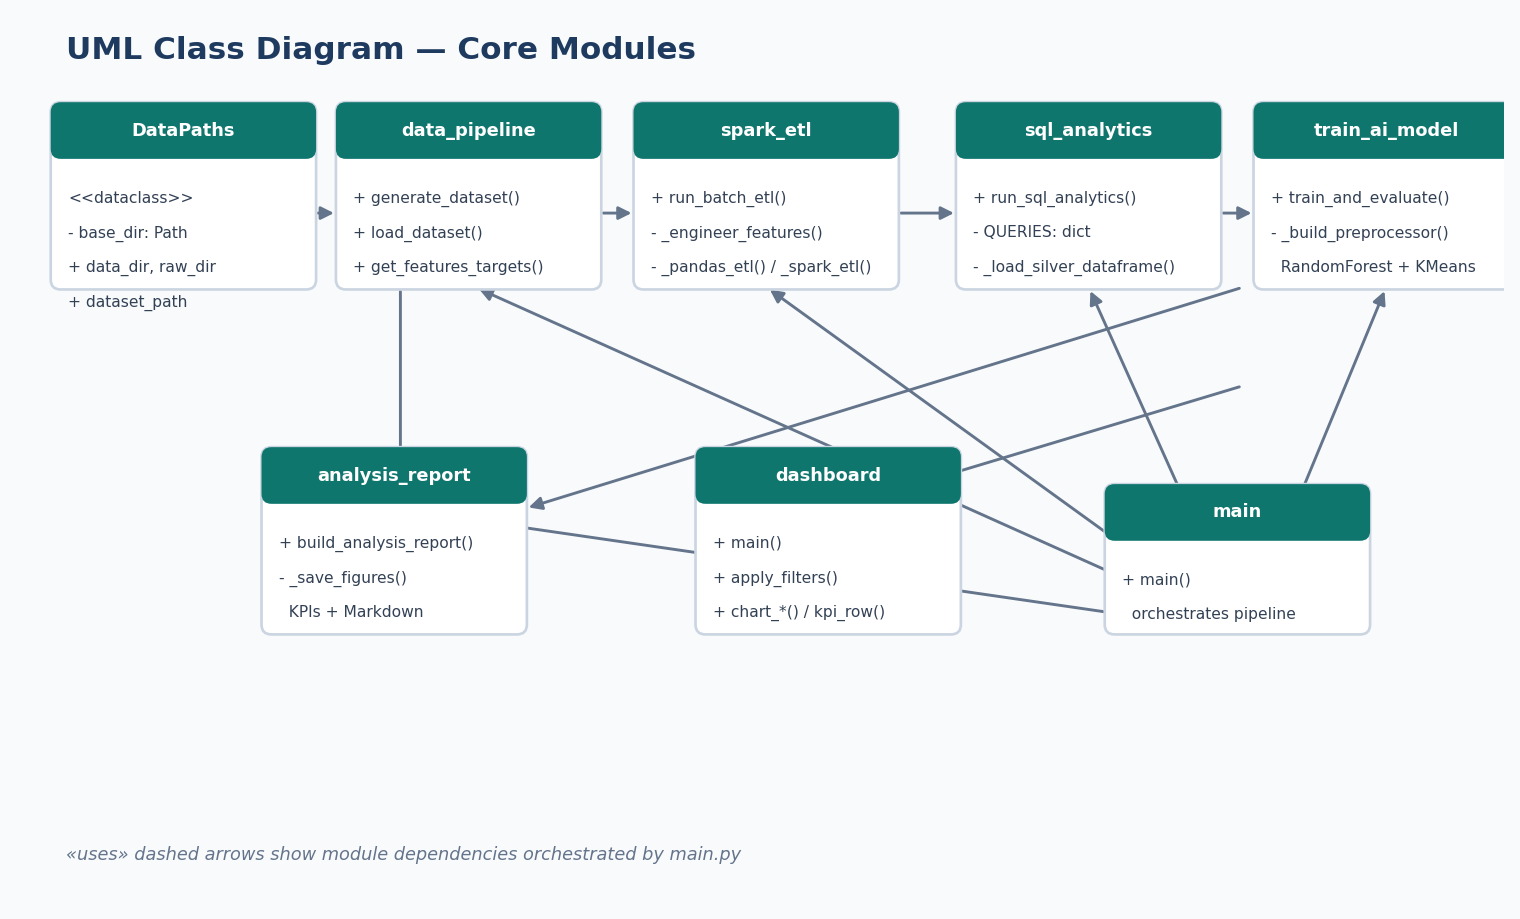 UML Class Diagram — Core Modules
DataPaths
<<dataclass>>
- base_dir: Path
+ data_dir, raw_dir
+ dataset_path
data_pipeline
+ generate_dataset()
+ load_dataset()
+ get_features_targets()
spark_etl
+ run_batch_etl()
- _engineer_features()
- _pandas_etl() / _spark_etl()
sql_analytics
+ run_sql_analytics()
- QUERIES: dict
- _load_silver_dataframe()
train_ai_model
+ train_and_evaluate()
- _build_preprocessor()
RandomForest + KMeans
analysis_report
+ build_analysis_report()
- _save_figures()
KPIs + Markdown
dashboard
+ main()
+ apply_filters()
+ chart_*() / kpi_row()
main
+ main()
orchestrates pipeline
«uses» dashed arrows show module dependencies orchestrated by main.py